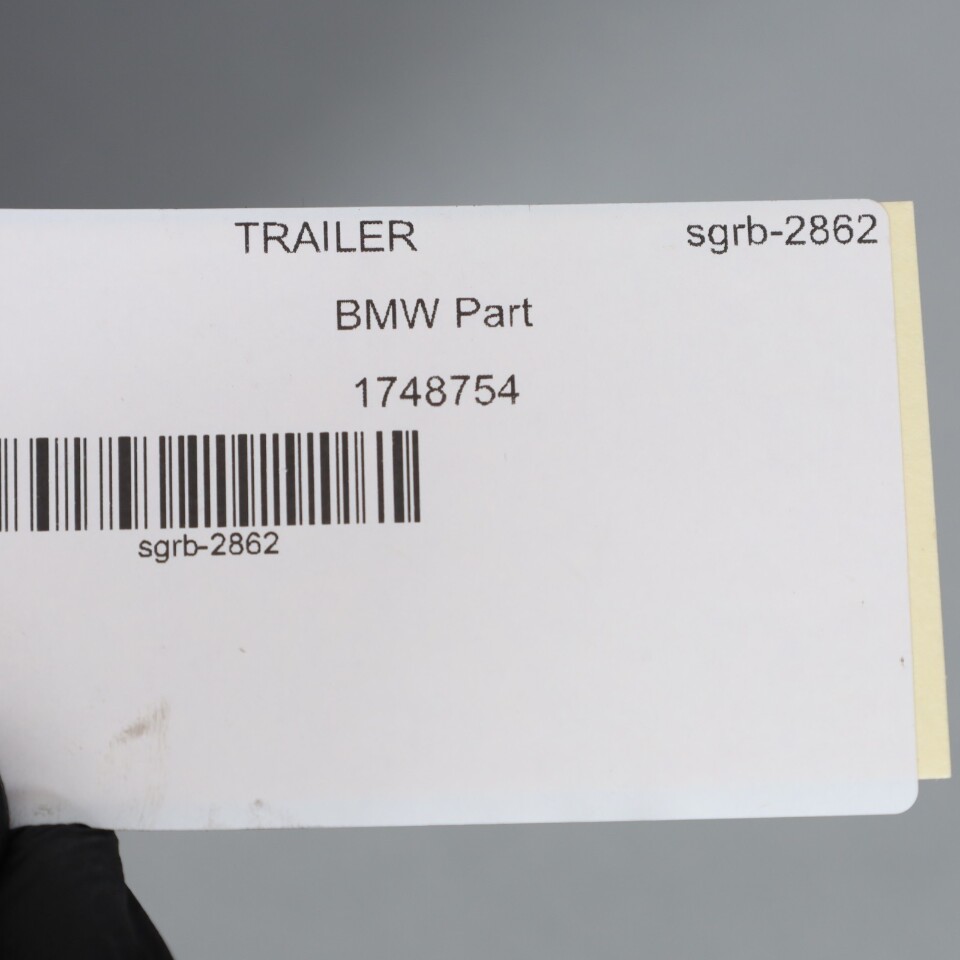 TRAILER sgrb-2862
BMW Part
1748754
sgrb-2862